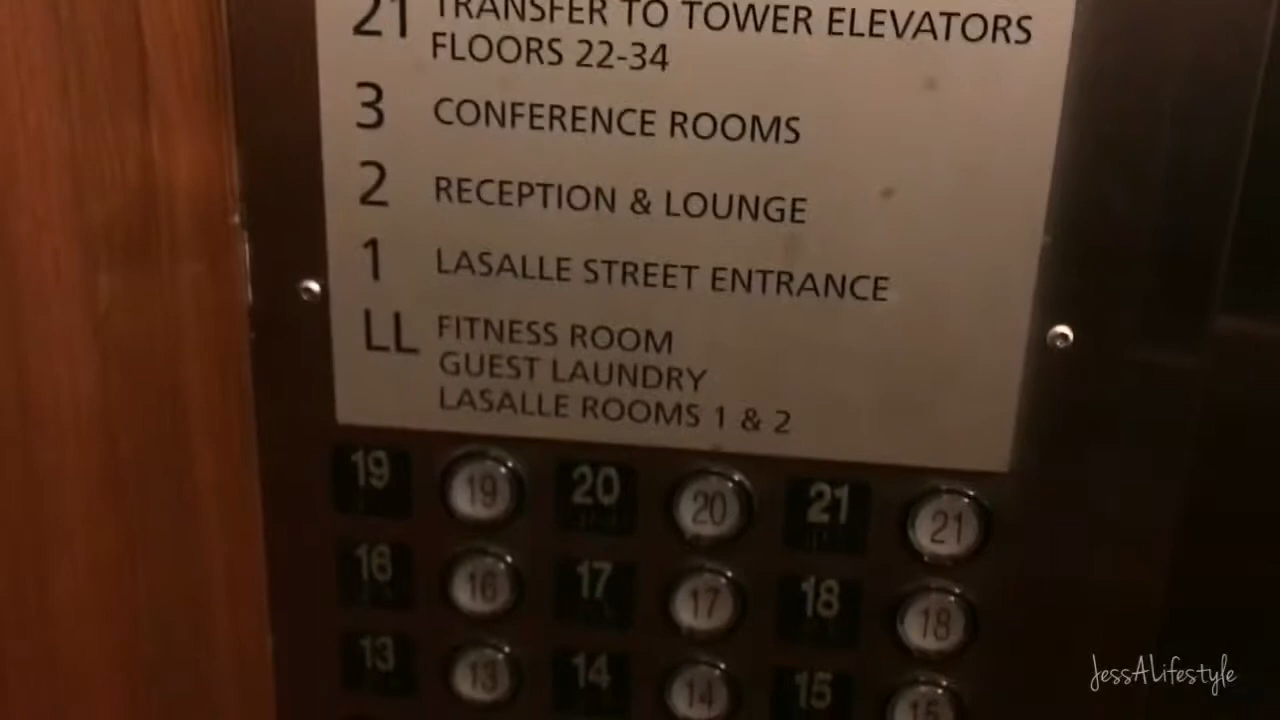 21 TRANSFER TO TOWER ELEVATORS
FLOORS 22-34
3 CONFERENCE ROOMS
2 RECEPTION & LOUNGE
1 LASALLE STREET ENTRANCE
LL FITNESS ROOM
GUEST LAUNDRY
LASALLE ROOMS 1 & 2
19 19 20 20 21 21
16 16 17 17 18 18
13 13 14 14 15 15
JessALifestyle